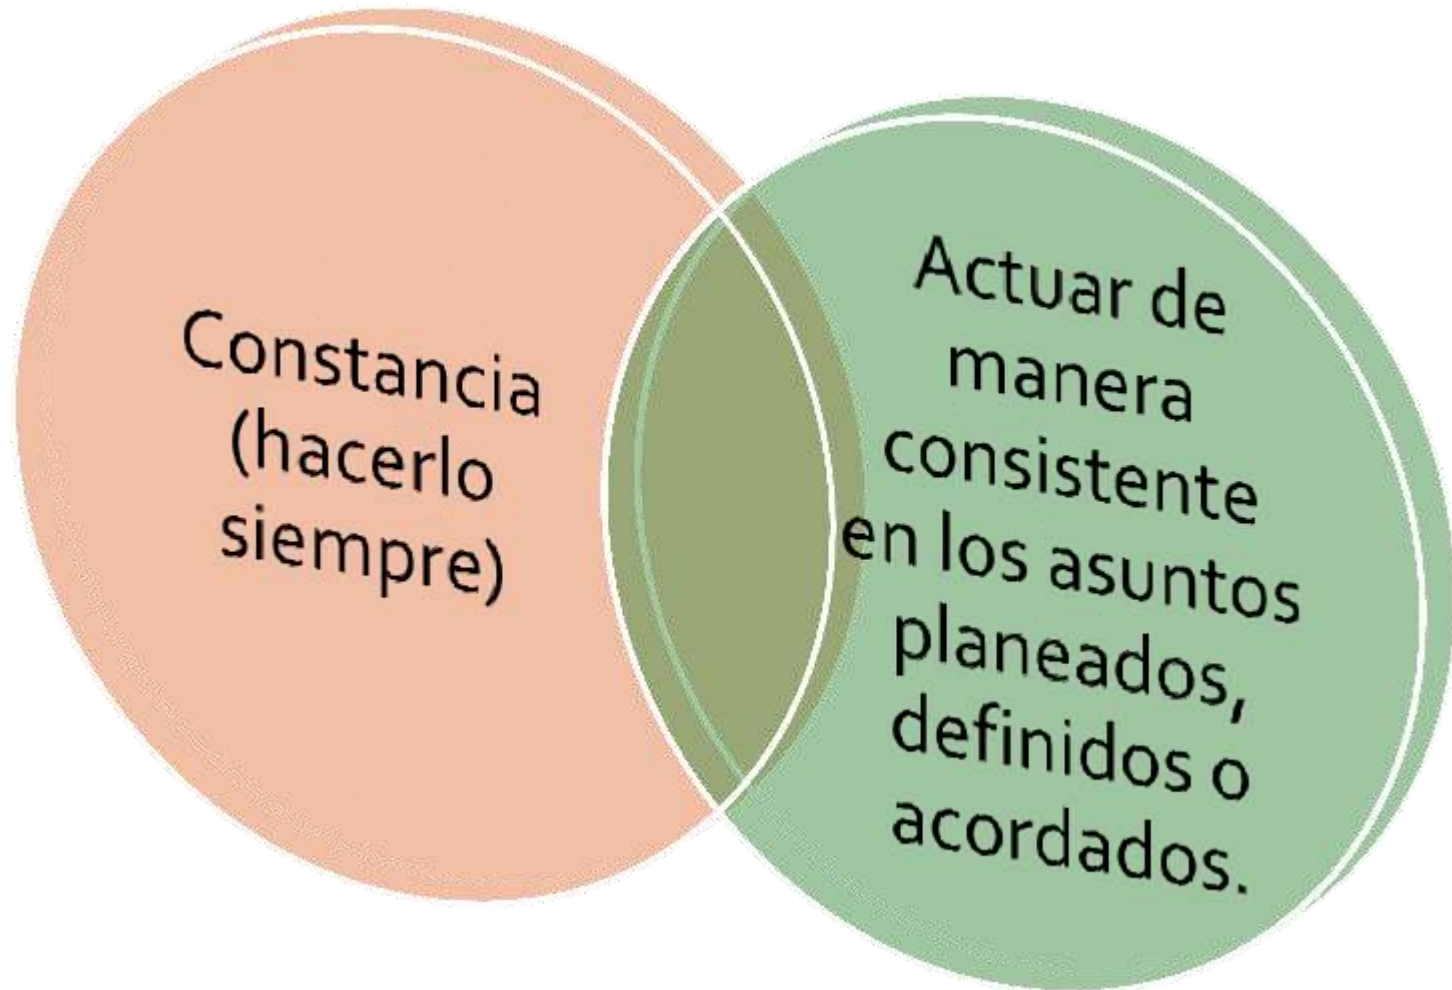 Constancia
(hacerlo
siempre)
Actuar de
manera
consistente
en los asuntos
planeados,
definidos o
acordados.